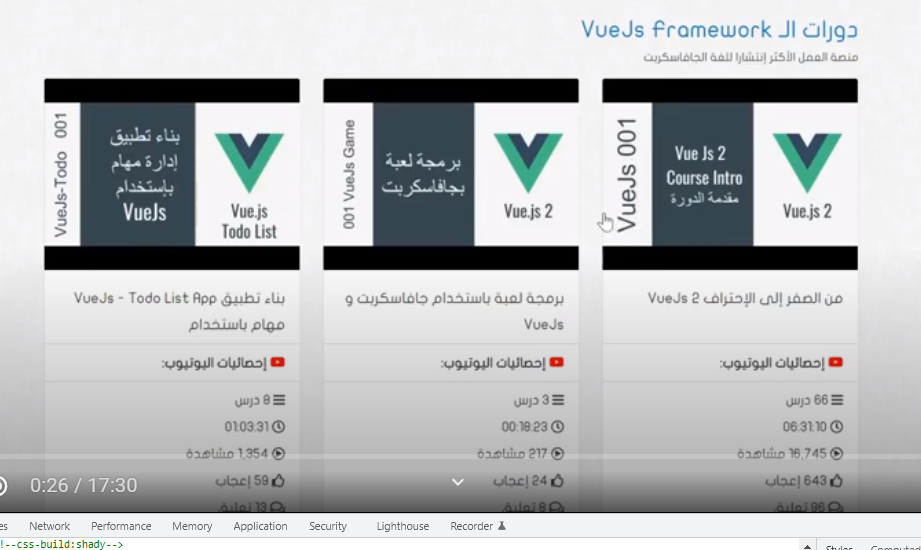 دورات الـ VueJs Framework
منصة العمل الأكثر إنتشارا للغة الجافاسكربت
VueJs 001
Vue Js 2
Course Intro
مقدمة الدورة
Vue.js 2
001 VueJs Game
برمجة لعبة
بجافاسكربت
Vue.js 2
VueJs-Todo 001
بناء تطبيق
إدارة مهام
بإستخدام
VueJs
Vue.js
Todo List
من الصفر إلى الإحتراف VueJs 2
برمجة لعبة باستخدام جافاسكربت و
VueJs
بناء تطبيق VueJs - Todo List App
مهام باستخدام
إحصائيات اليوتيوب:
إحصائيات اليوتيوب:
إحصائيات اليوتيوب:
66 درس
3 درس
8 درس
06:31:10
00:18:23
01:03:31
16,745 مشاهدة
217 مشاهدة
1,354 مشاهدة
643 إعجاب
24 إعجاب
59 إعجاب
96 تعليق
8 تعليق
13 تعليق
0:26 / 17:30
es Network Performance Memory Application Security Lighthouse Recorder
!--css-build:shady-->
Styles Computed